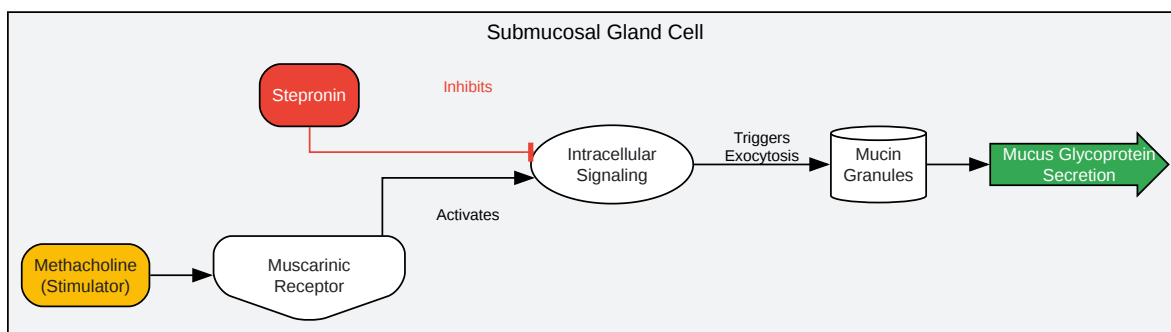 Submucosal Gland Cell
Stepronin
Inhibits
Intracellular
Signaling
Triggers
Exocytosis
Mucin
Granules
Mucus Glycoprotein
Secretion
Activates
Methacholine
(Stimulator)
Muscarinic
Receptor